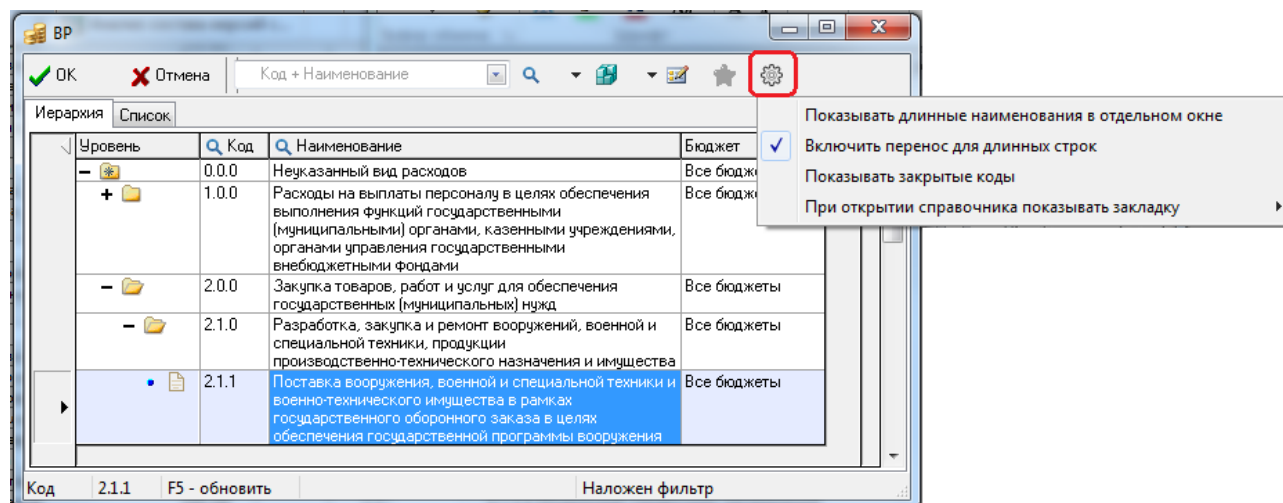 ВР
OK Отмена Код + Наименование
Показывать длинные наименования в отдельном окне
Включить перенос для длинных строк
Показывать закрытые коды
При открытии справочника показывать закладку
Иерархия Список
Уровень Код Наименование Бюджет
0.0.0 Неуказанный вид расходов Все бюдж
1.0.0 Расходы на выплаты персоналу в целях обеспечения Все бюдж
выполнения функций государственными
(муниципальными) органами, казенными учреждениями,
органами управления государственными
внебюджетными фондами
2.0.0 Закупка товаров, работ и услуг для обеспечения Все бюджеты
государственных (муниципальных) нужд
2.1.0 Разработка, закупка и ремонт вооружений, военной и Все бюджеты
специальной техники, продукции
производственно-технического назначения и имущества
2.1.1 Поставка вооружения, военной и специальной техники и Все бюджеты
военно-технического имущества в рамках
государственного оборонного заказа в целях
обеспечения государственной программы вооружения
Код 2.1.1 F5 - обновить Наложен фильтр